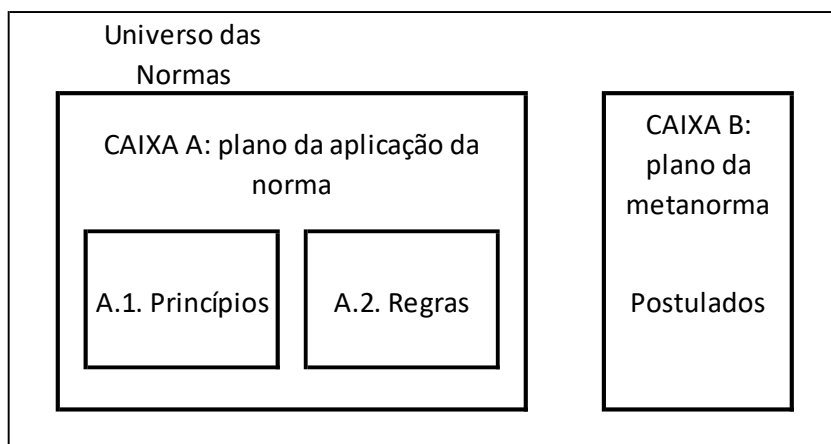 Universo das
Normas
CAIXA A: plano da aplicação da
norma
A.1. Princípios
A.2. Regras
CAIXA B:
plano da
metanorma
Postulados